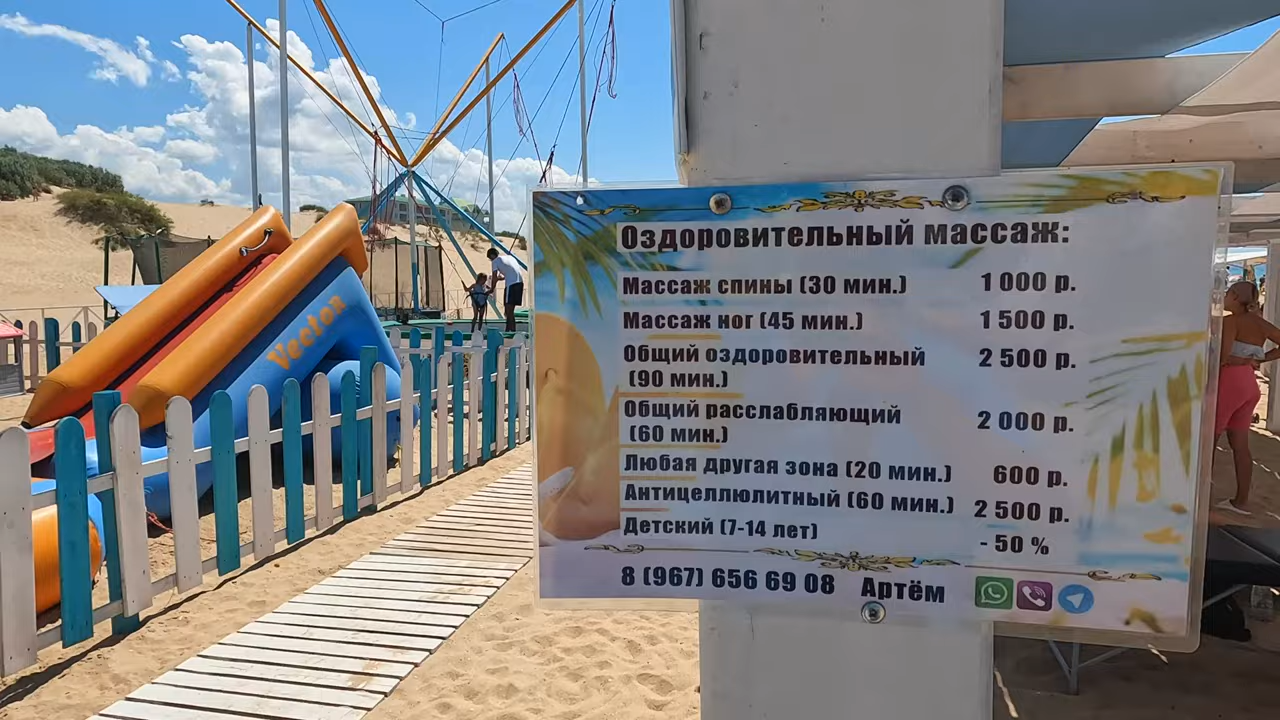 Vector
Оздоровительный массаж:
Массаж спины (30 мин.) 1 000 р.
Массаж ног (45 мин.) 1 500 р.
Общий оздоровительный 2 500 р.
(90 мин.)
Общий расслабляющий 2 000 р.
(60 мин.)
Любая другая зона (20 мин.) 600 р.
Антицеллюлитный (60 мин.) 2 500 р.
Детский (7-14 лет) - 50 %
8 (967) 656 69 08 Артём